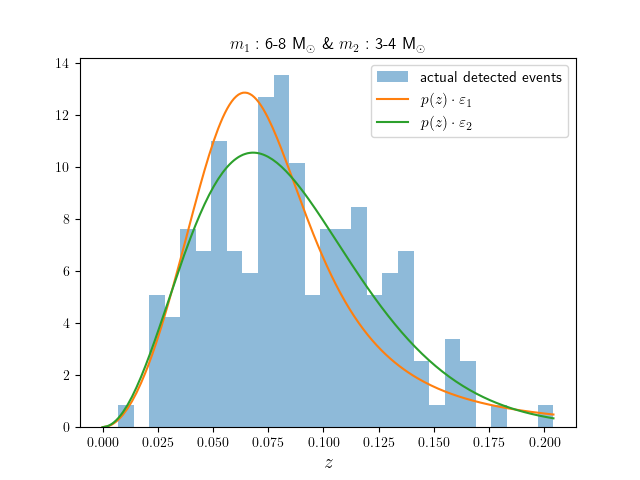 m₁ : 6-8 M⊙ & m₂ : 3-4 M⊙
actual detected events
p(z) · ε₁
p(z) · ε₂
14
12
10
8
6
4
2
0
0.000 0.025 0.050 0.075 0.100 0.125 0.150 0.175 0.200
z